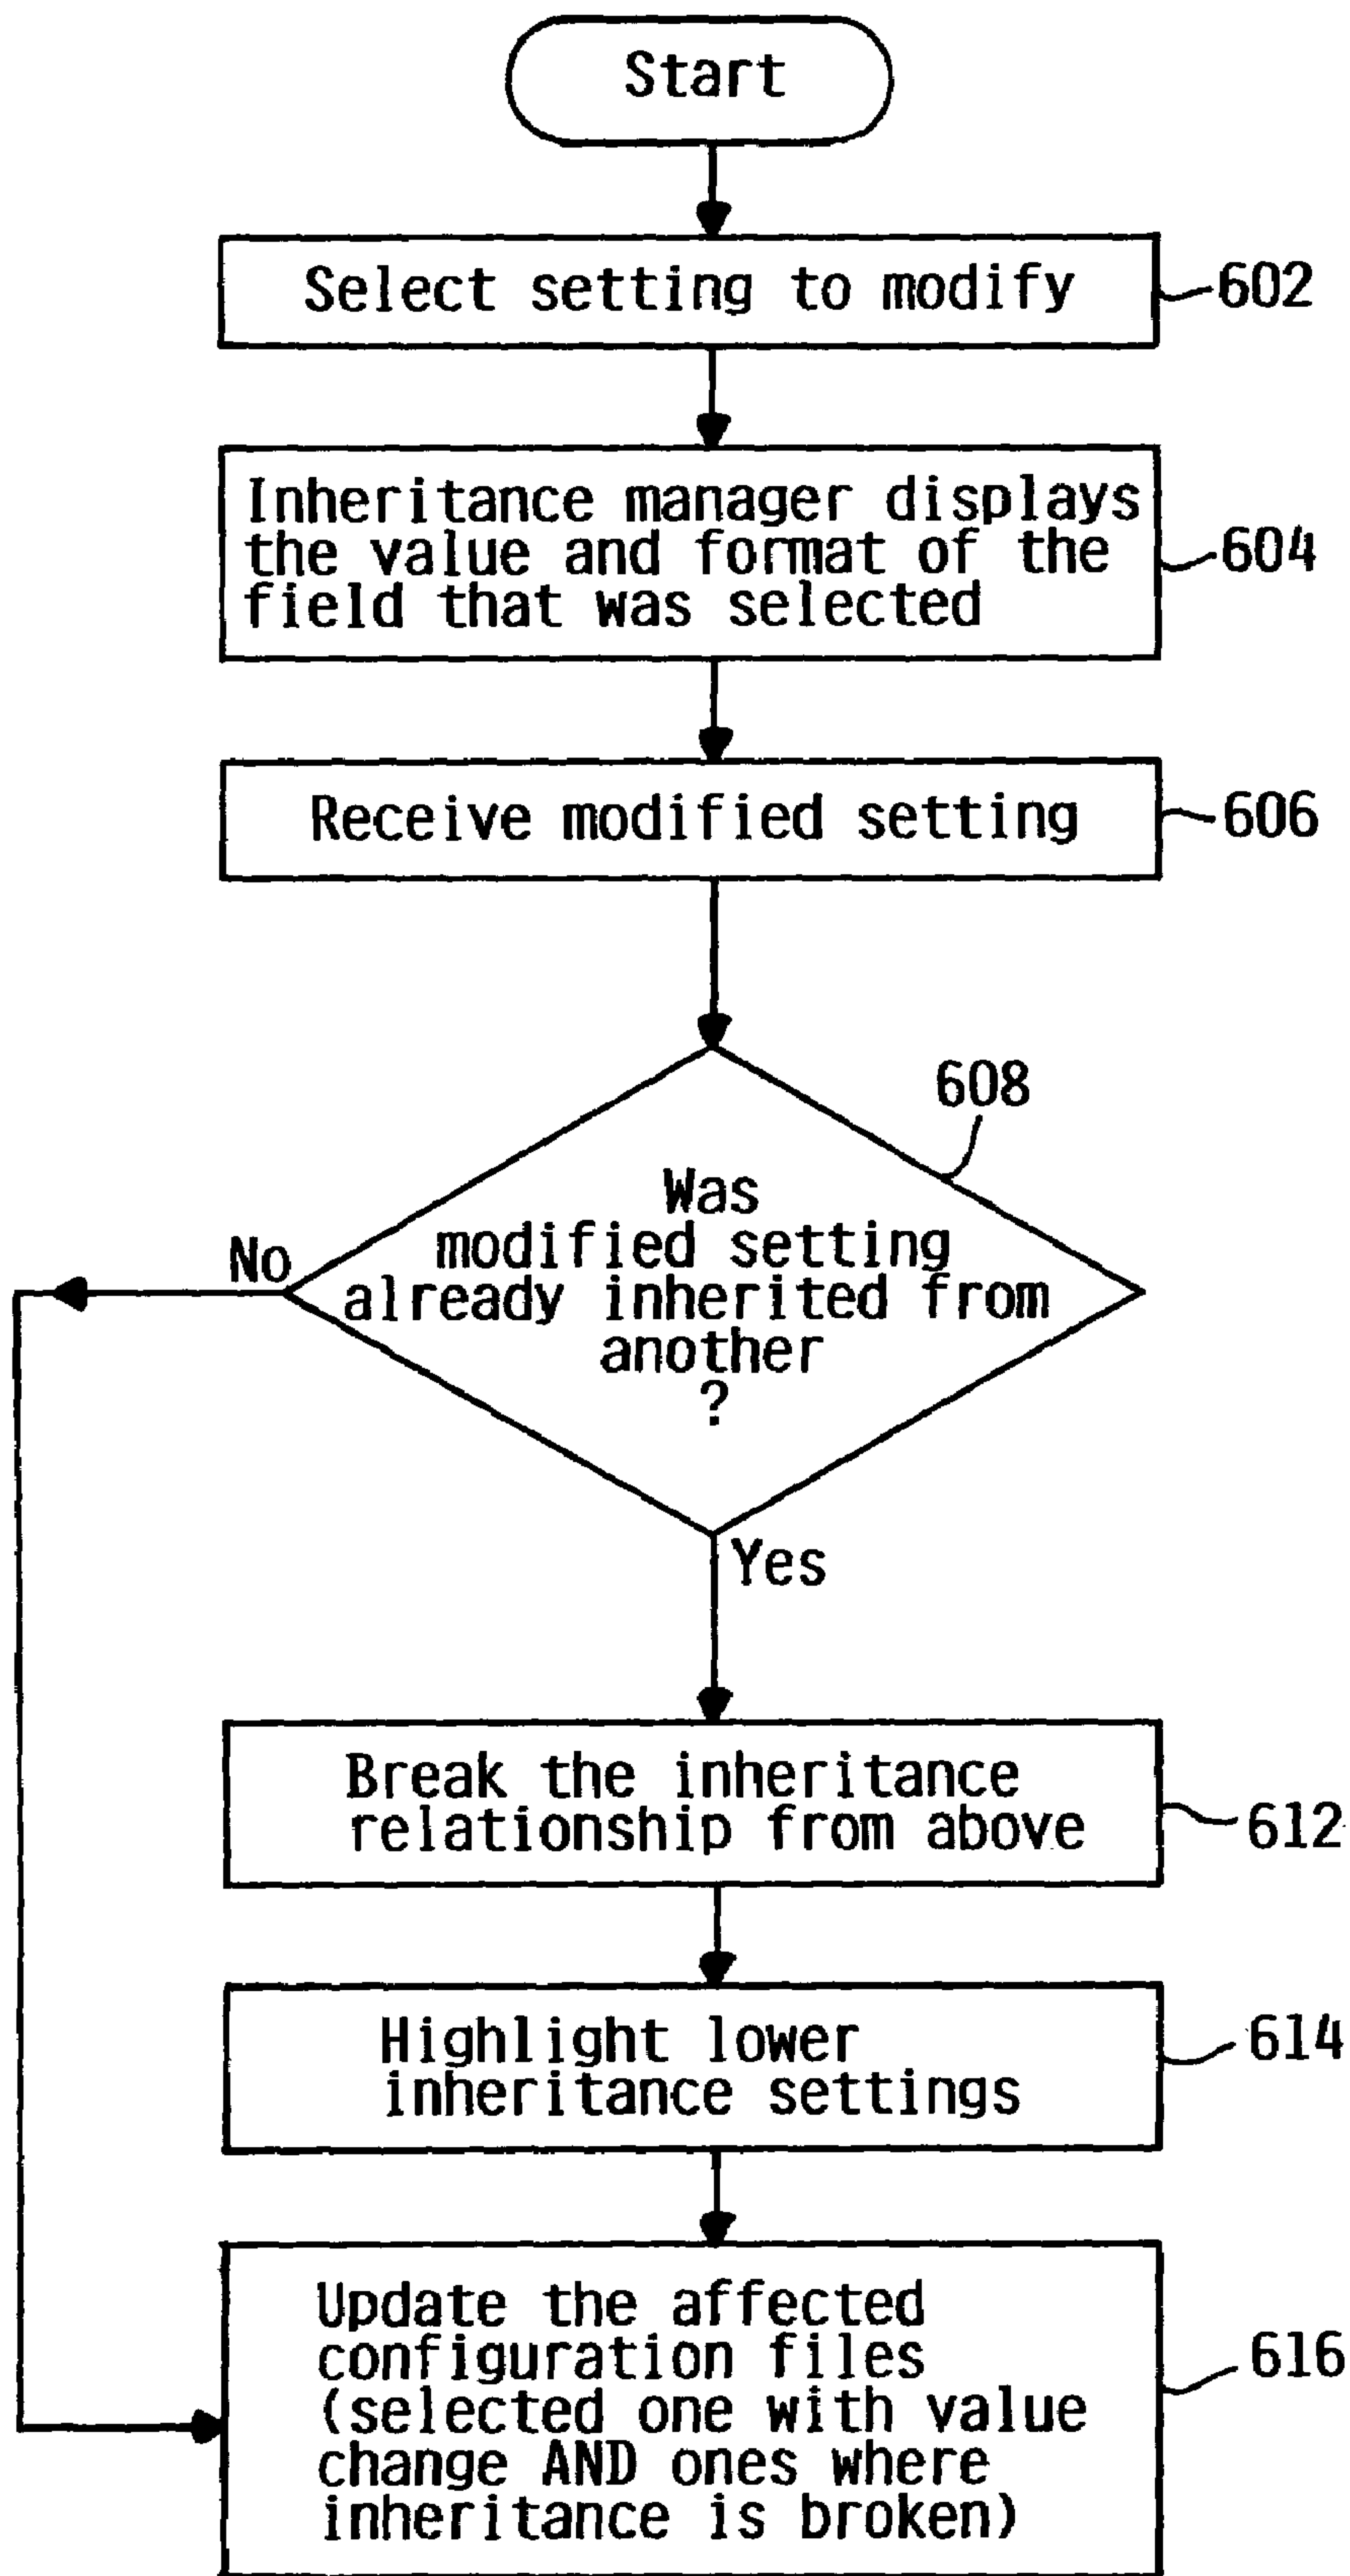 Start
Select setting to modify
602
Inheritance manager displays
the value and format of the
field that was selected
604
Receive modified setting
606
608
Was
modified setting
already inherited from
another
?
No
Yes
Break the inheritance
relationship from above
612
Highlight lower
inheritance settings
614
Update the affected
configuration files
(selected one with value
change AND ones where
inheritance is broken)
616